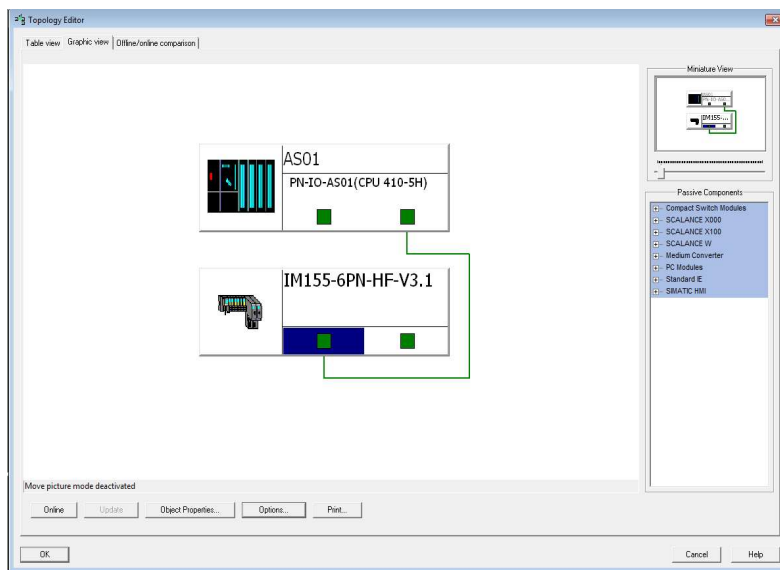 Topology Editor
Table view Graphic view Offline/online comparison
Miniature View
IM155-...
AS01
PN-IO-AS01(CPU 410-5H)
IM155-6PN-HF-V3.1
Passive Components
Compact Switch Modules
SCALANCE X000
SCALANCE X100
SCALANCE W
Medium Converter
PC Modules
Standard IE
SIMATIC HMI
Move picture mode deactivated
Online Update Object Properties... Options... Print...
OK Cancel Help